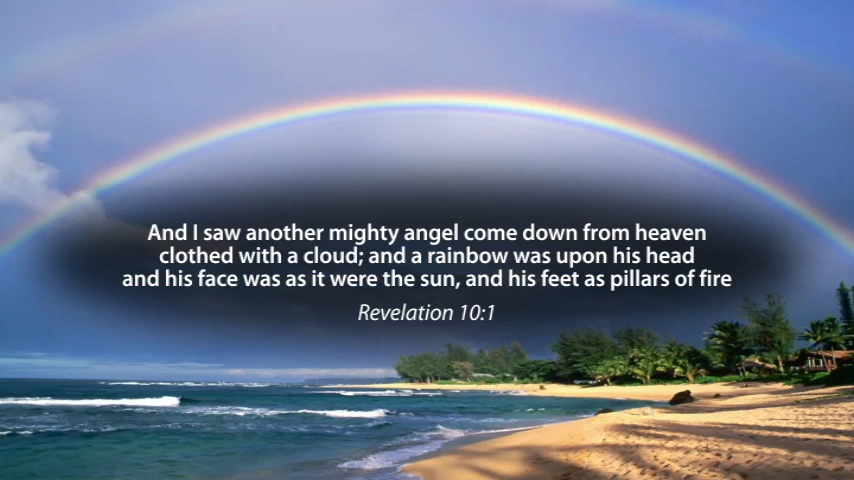 And I saw another mighty angel come down from heaven
clothed with a cloud; and a rainbow was upon his head
and his face was as it were the sun, and his feet as pillars of fire
Revelation 10:1